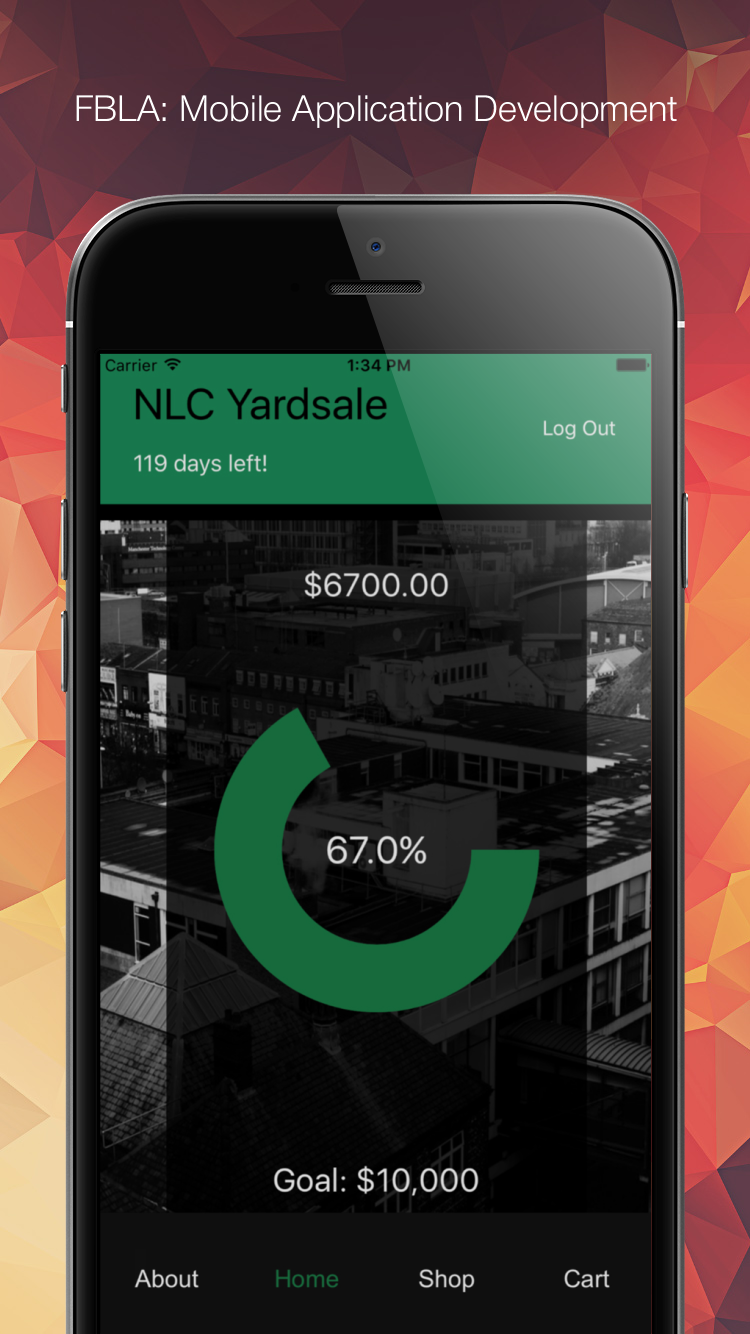 FBLA: Mobile Application Development
Carrier 1:34 PM
NLC Yardsale
Log Out
119 days left!
$6700.00
67.0%
Goal: $10,000
About Home Shop Cart